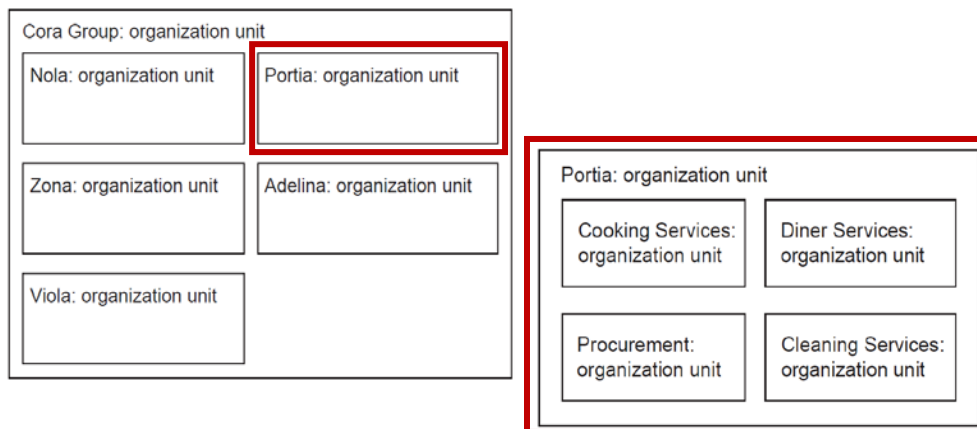 Cora Group: organization unit
Nola: organization unit
Portia: organization unit
Zona: organization unit
Adelina: organization unit
Viola: organization unit
Portia: organization unit
Cooking Services:
organization unit
Diner Services:
organization unit
Procurement:
organization unit
Cleaning Services:
organization unit